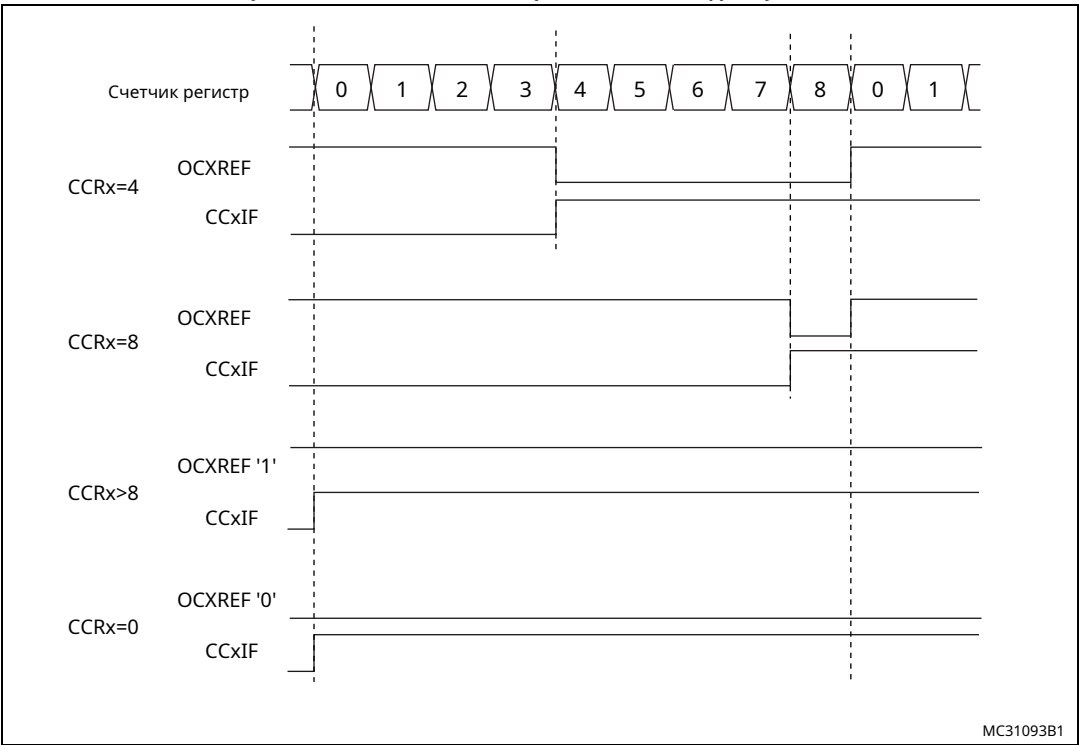 Счетчик регистр
0 1 2 3 4 5 6 7 8 0 1
OCXREF
CCRx=4
CCxIF
OCXREF
CCRx=8
CCxIF
OCXREF '1'
CCRx>8
CCxIF
OCXREF '0'
CCRx=0
CCxIF
MC31093B1